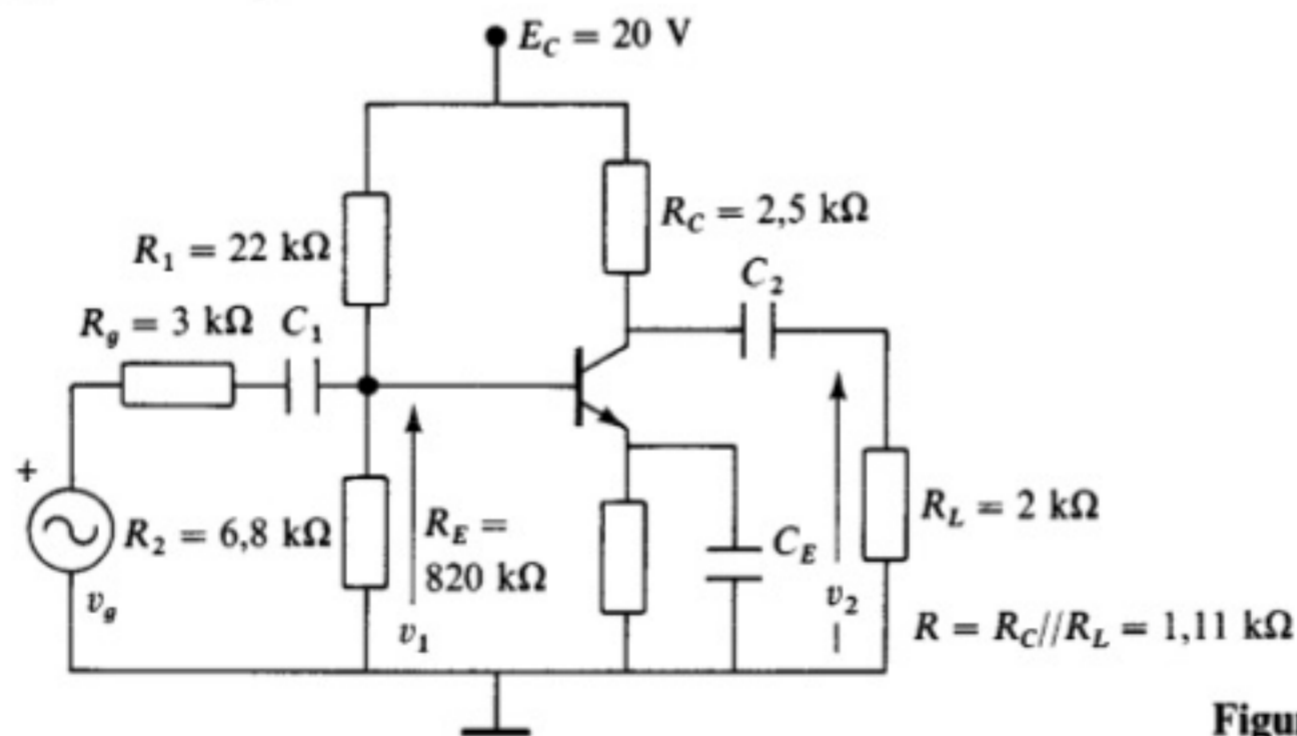 E_C = 20 V
R_C = 2,5 kΩ
R_1 = 22 kΩ
C_2
R_g = 3 kΩ C_1
+
R_2 = 6,8 kΩ
R_E =
820 kΩ
C_E
R_L = 2 kΩ
v_g
v_1
v_2
R = R_C//R_L = 1,11 kΩ